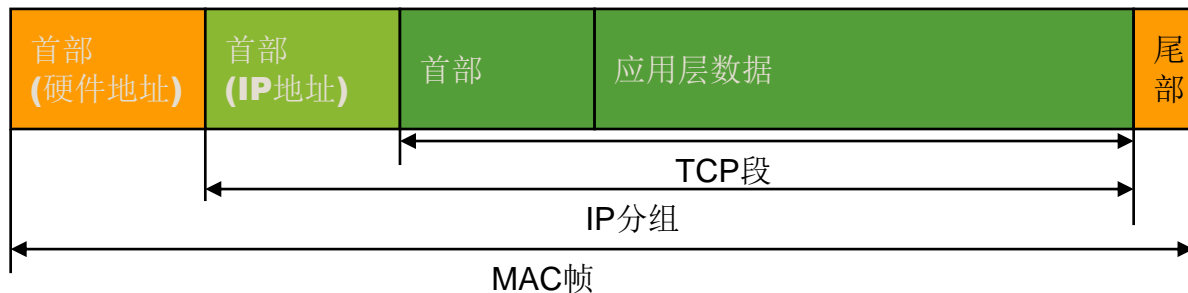 首部
(硬件地址)
首部
(IP地址)
首部
应用层数据
尾
部
TCP段
IP分组
MAC帧